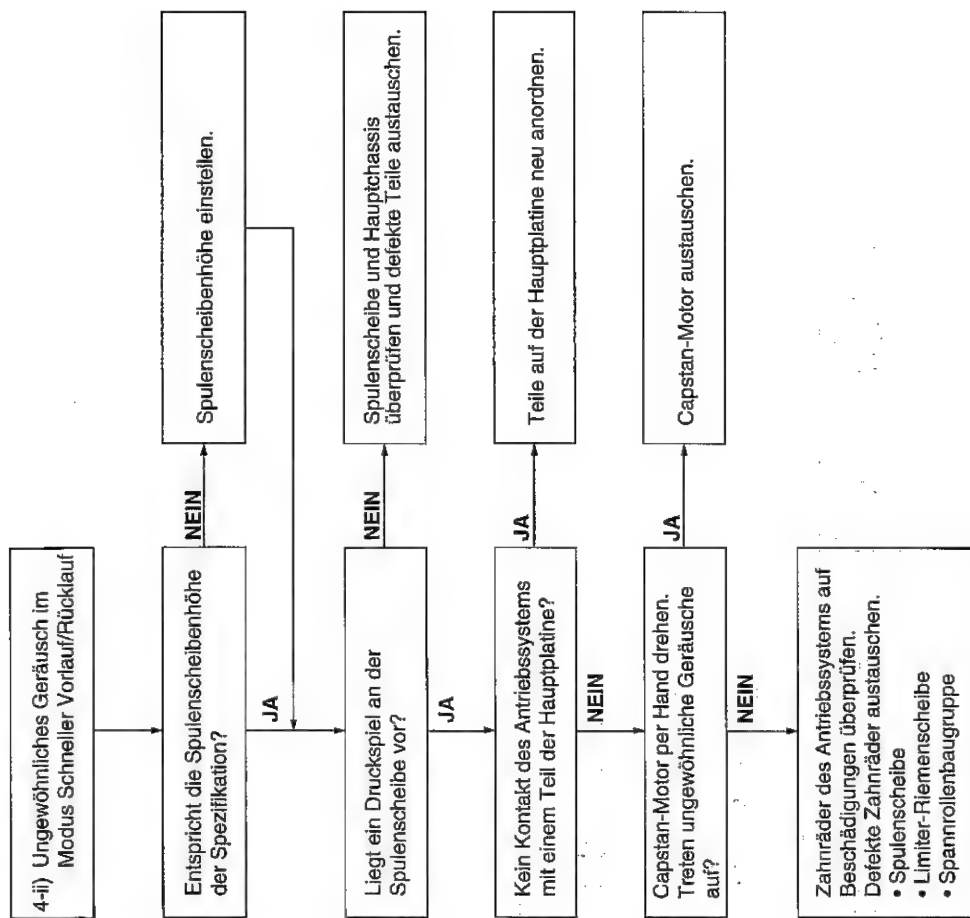 4-ii) Ungewöhnliches Geräusch im
Modus Schneller Vorlauf/Rücklauf
Entspricht die Spulenscheibenhöhe
der Spezifikation?
NEIN
Spulenscheibenhöhe einstellen.
JA
Liegt ein Druckspiel an der
Spulenscheibe vor?
NEIN
Spulenscheibe und Hauptchassis
überprüfen und defekte Teile austauschen.
JA
Kein Kontakt des Antriebssystems
mit einem Teil der Hauptplatine?
JA
Teile auf der Hauptplatine neu anordnen.
NEIN
Capstan-Motor per Hand drehen.
Treten ungewöhnliche Geräusche
auf?
JA
Capstan-Motor austauschen.
NEIN
Zahnräder des Antriebssystems auf
Beschädigungen überprüfen.
Defekte Zahnräder austauschen.
• Spulenscheibe
• Limiter-Riemenscheibe
• Spannrollenbaugruppe